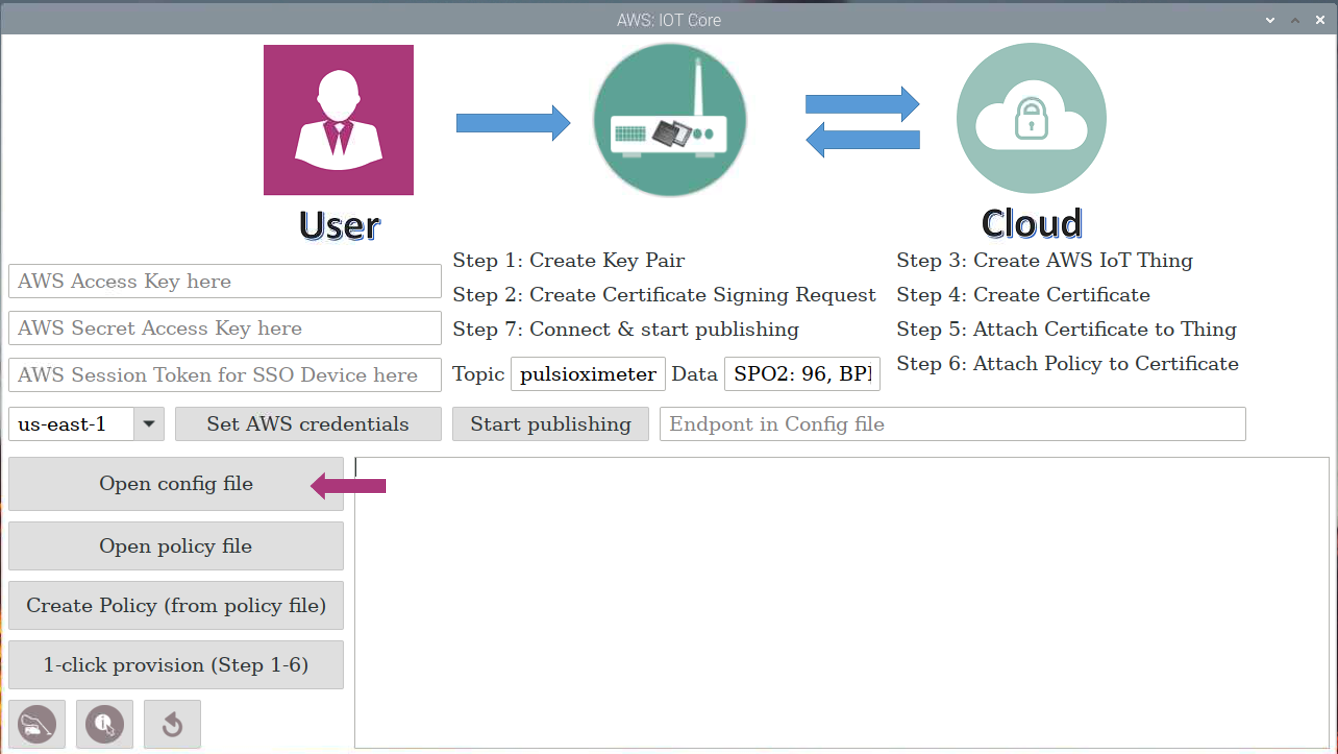 AWS: IOT Core
User
Cloud
AWS Access Key here
AWS Secret Access Key here
AWS Session Token for SSO Device here
Step 1: Create Key Pair
Step 2: Create Certificate Signing Request
Step 7: Connect & start publishing
Step 3: Create AWS IoT Thing
Step 4: Create Certificate
Step 5: Attach Certificate to Thing
Step 6: Attach Policy to Certificate
Topic pulsioximeter Data SPO2: 96,
us-east-1 Set AWS credentials Start publishing Endpont in Config file
Open config file
Open policy file
Create Policy (from policy file)
1-click provision (Step 1-6)